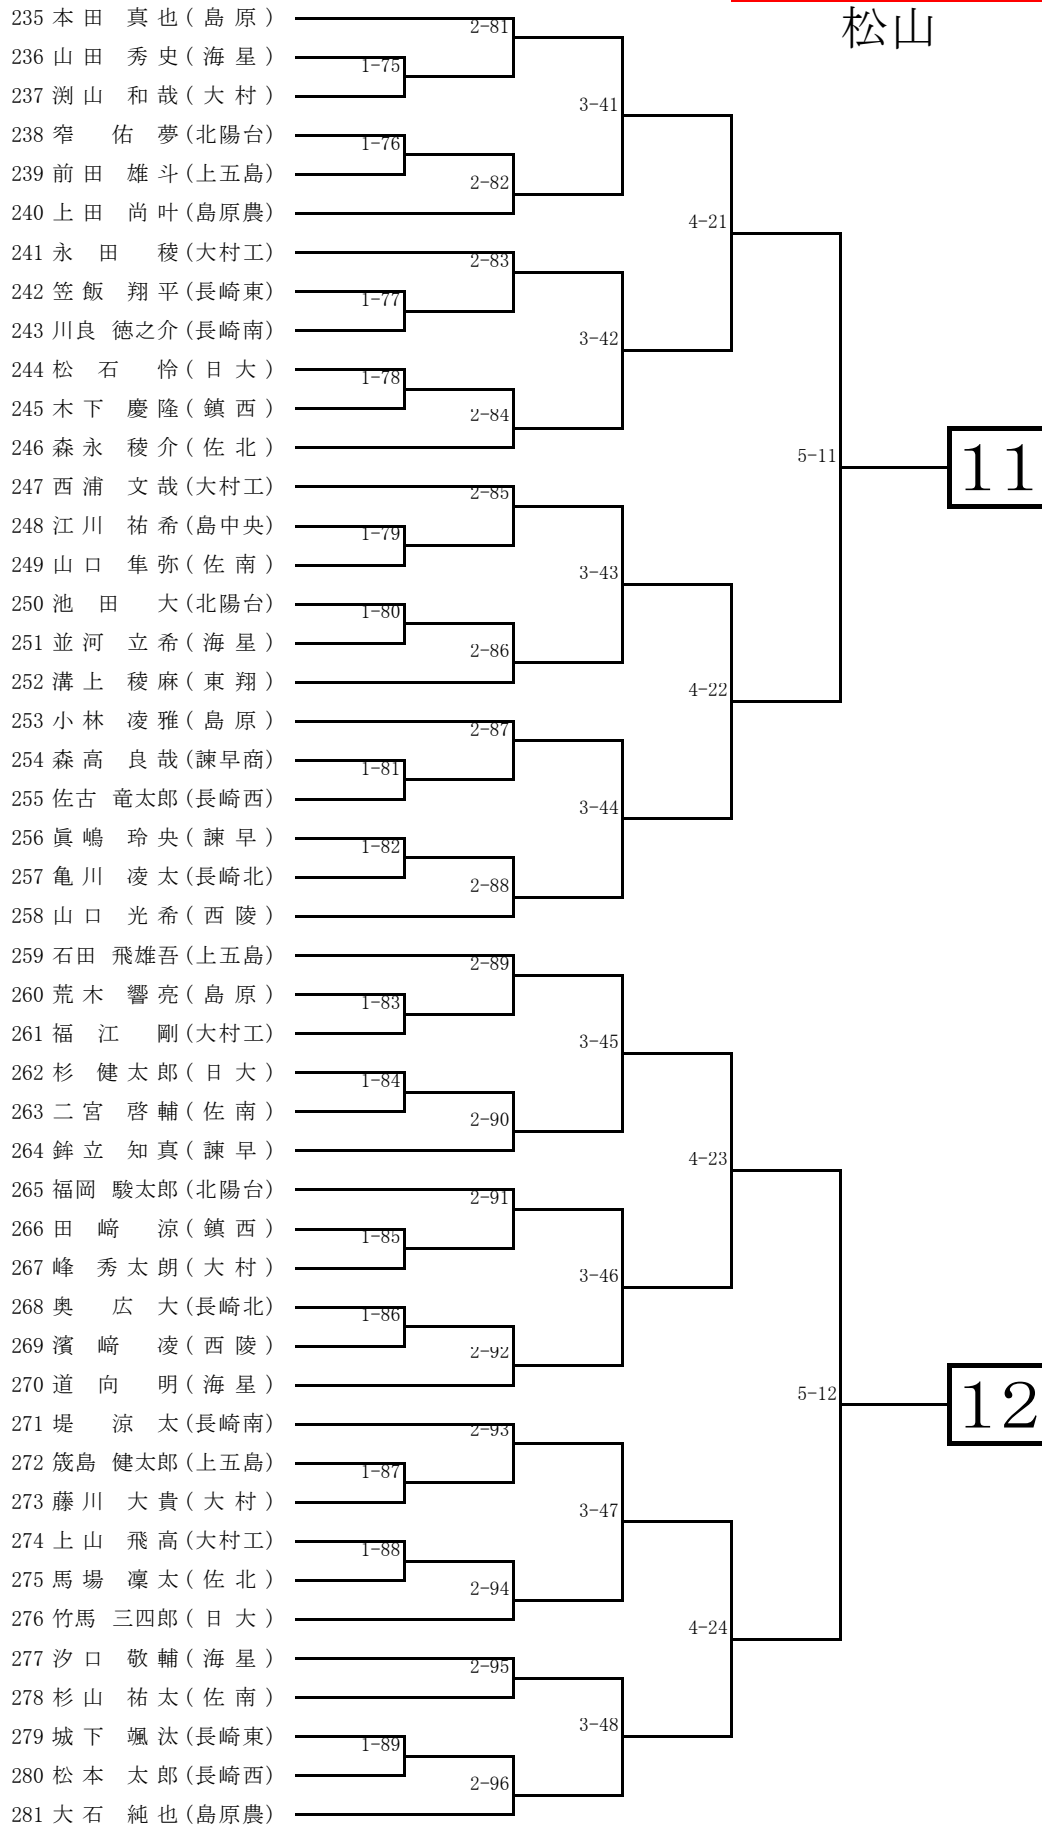 松山
235 本田 真也(島原)
2-81
236 山田 秀史(海星)
1-75
237 渕山 和哉(大村)
3-41
238 窄 佑夢(北陽台)
1-76
239 前田 雄斗(上五島)
2-82
240 上田 尚叶(島原農)
4-21
241 永田 稜(大村工)
2-83
242 笠飯 翔平(長崎東)
1-77
243 川良 徳之介(長崎南)
3-42
244 松石 怜(日大)
1-78
245 木下 慶隆(鎮西)
2-84
246 森永 稜介(佐北)
5-11
11
247 西浦 文哉(大村工)
2-85
248 江川 祐希(島中央)
1-79
249 山口 隼弥(佐南)
3-43
250 池田 大(北陽台)
1-80
251 並河 立希(海星)
2-86
252 溝上 稜麻(東翔)
4-22
253 小林 凌雅(島原)
2-87
254 森高 良哉(諫早商)
1-81
255 佐古 竜太郎(長崎西)
3-44
256 眞嶋 玲央(諫早)
1-82
257 亀川 凌太(長崎北)
2-88
258 山口 光希(西陵)
259 石田 飛雄吾(上五島)
2-89
260 荒木 響亮(島原)
1-83
261 福江 剛(大村工)
3-45
262 杉 健太郎(日大)
1-84
263 二宮 啓輔(佐南)
2-90
264 鉾立 知真(諫早)
4-23
265 福岡 駿太郎(北陽台)
2-91
266 田﨑 涼(鎮西)
1-85
267 峰 秀太朗(大村)
3-46
268 奥 広大(長崎北)
1-86
269 濱﨑 凌(西陵)
2-92
270 道向 明(海星)
5-12
12
271 堤 涼太(長崎南)
2-93
272 筬島 健太郎(上五島)
1-87
273 藤川 大貴(大村)
3-47
274 上山 飛高(大村工)
1-88
275 馬場 凜太(佐北)
2-94
276 竹馬 三四郎(日大)
4-24
277 汐口 敬輔(海星)
2-95
278 杉山 祐太(佐南)
3-48
279 城下 颯汰(長崎東)
1-89
280 松本 太郎(長崎西)
2-96
281 大石 純也(島原農)